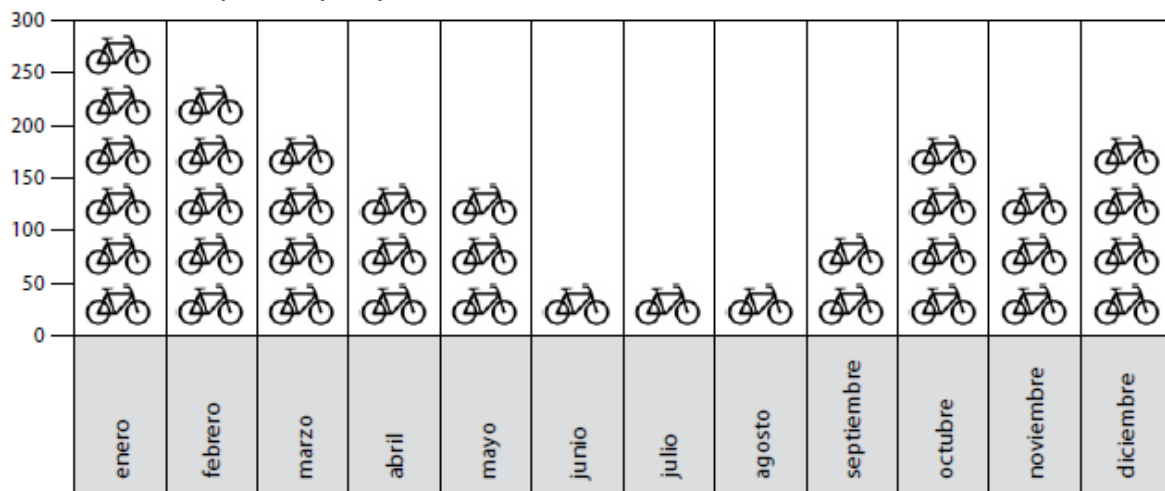 300
250
200
150
100
50
0
enero
febrero
marzo
abril
mayo
junio
julio
agosto
septiembre
octubre
noviembre
diciembre